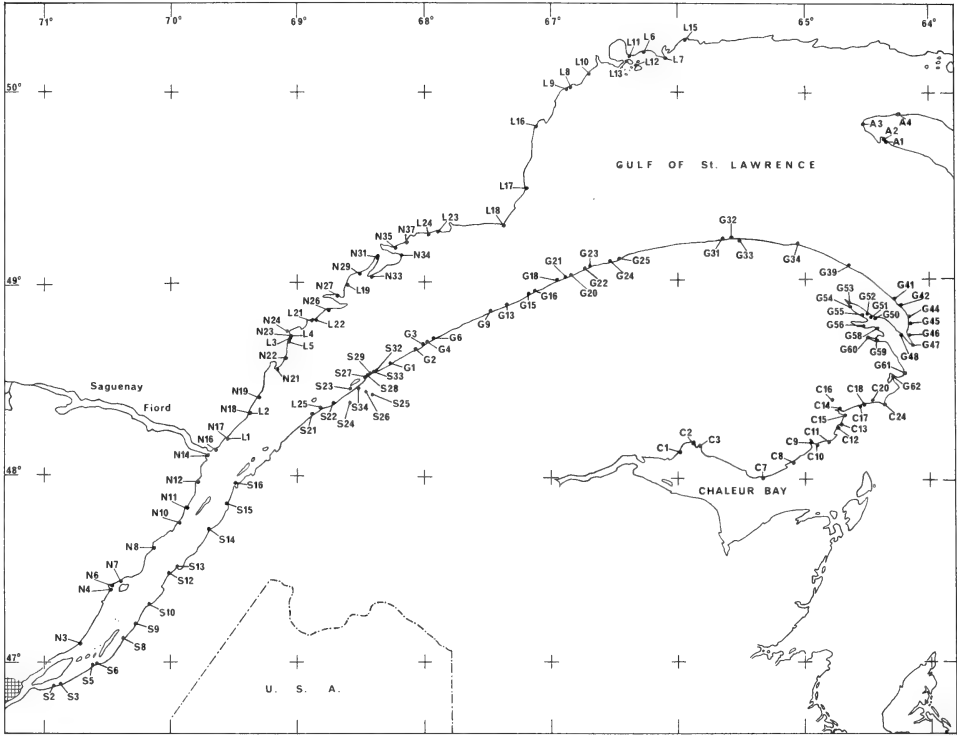 71° 70° 69° 68° 67° 65° 64°
50°
49°
48°
47°
L15
L11 L6
L13 L12 L7
L10
L8
L9
L16
L17
L18
A3 A4
A2
A1
GULF OF St. LAWRENCE
L23
L24
N37
N35
N31
N34
N33
N29
L19
N27
N26
L21
L22
N24
N23 L4
L3 L5
N22
N21
N19
N18 L2
N17
L1
N16
N14
N12
N11
N10
N8
N7
N6
N4
N3
Saguenay
Fiord
G32
G31 G33
G34
G39
G41
G42
G44
G45
G46
G47
G48
G53
G54 G52
G55 G51
G50
G56
G58
G60 G59
G61
G62
G25
G24
G23
G22
G21
G20
G18
G16
G15
G13
G9
G6
G3
G4
G2
G1
S32
S29
S33
S27
S28
S23
S34
S25
S26
S24
L25
S22
S21
S16
S15
S14
S13
S12
S10
S9
S8
S6
S5
S3
S2
C16
C18 C20
C14
C17 C24
C15
C13
C12
C11
C9
C10
C8
C7
C2
C3
C1
CHALEUR BAY
U. S. A.